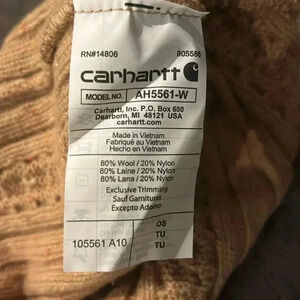 RN#14806 905588
carhartt
MODEL NO. AH5561-W
Carhartt, Inc. P.O. Box 600
Dearborn, MI 48121 USA
carhartt.com
Made in Vietnam
Fabriqué au Vietnam
Hecho en Vietnam
80% Wool / 20% Nylon
80% Laine / 20% Nylon
80% Lana / 20% Nylon
Exclusive Trimming
Sauf Garnitures
Excepto Adorno
OS
TU
105561 A10 TU